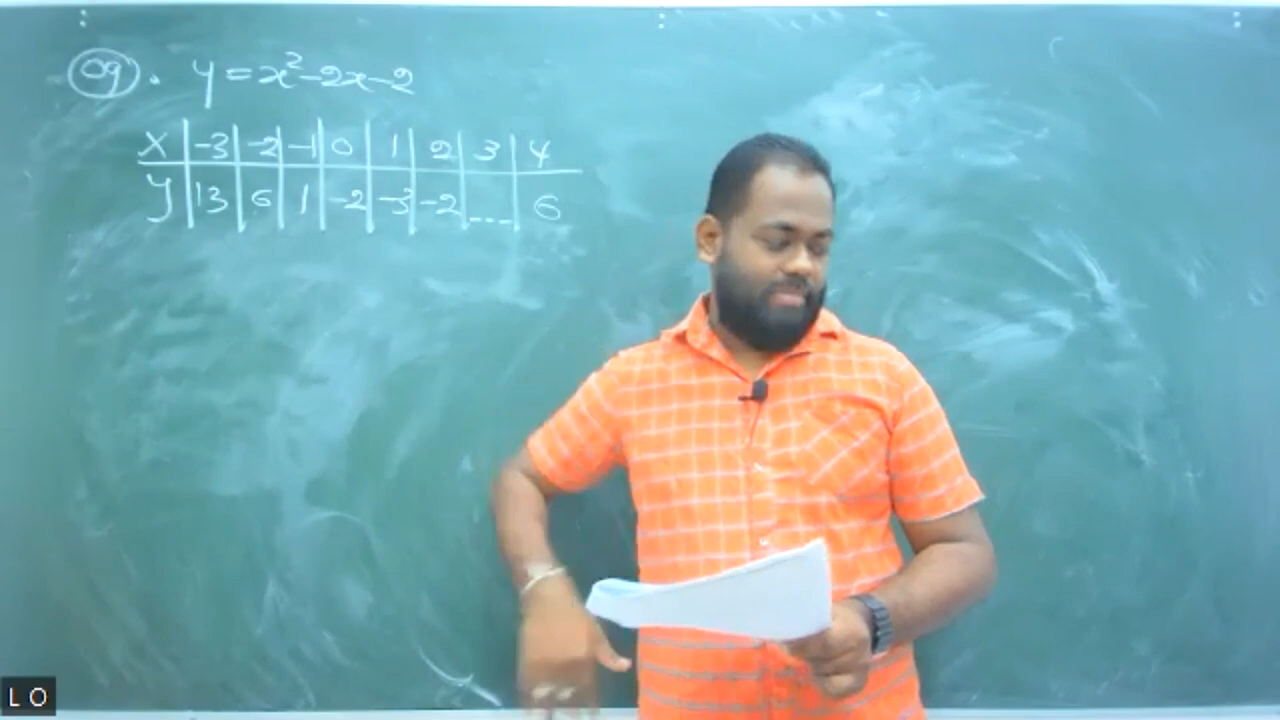 09. y = x²-2x-2
x | -3 | -2 | -1 | 0 | 1 | 2 | 3 | 4
y | 13 | 6 | 1 | -2 | -3 | -2 | ... | 6
L O